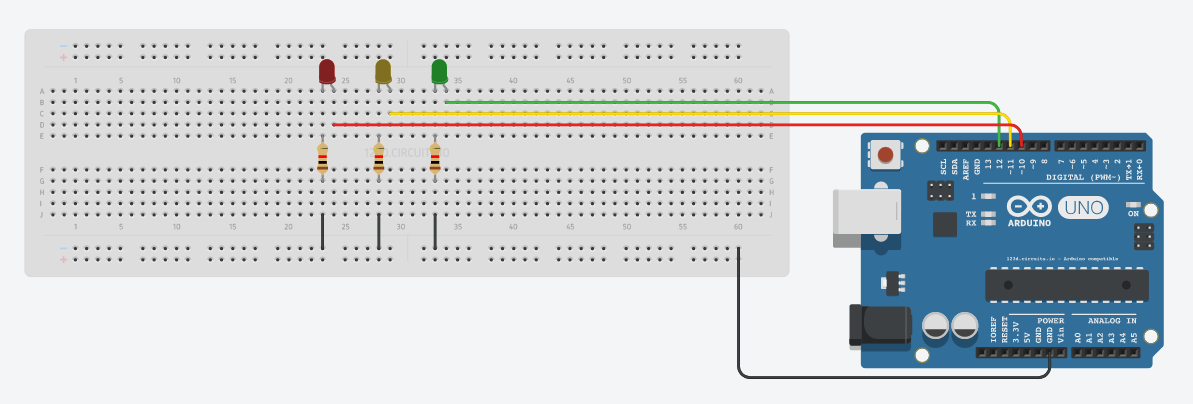 − −
+ +
1 5 10 15 20 25 30 35 40 45 50 55 60
A A
B
C
D
E E
F F
G G
H H
I I
J J
1 5 10 15 20 25 30 35 40 45 50 55 60
− −
+ +
SCL SDA AREF GND 13 12 ~11 ~10 ~9 8 7 ~6 ~5 4 ~3 2 TX→1 RX←0
DIGITAL (PWM~)
1
TX
RX
ARDUINO
UNO
ON
123d.circuits.io - Arduino compatible
POWER ANALOG IN
IOREF RESET 3.3V 5V GND GND Vin A0 A1 A2 A3 A4 A5